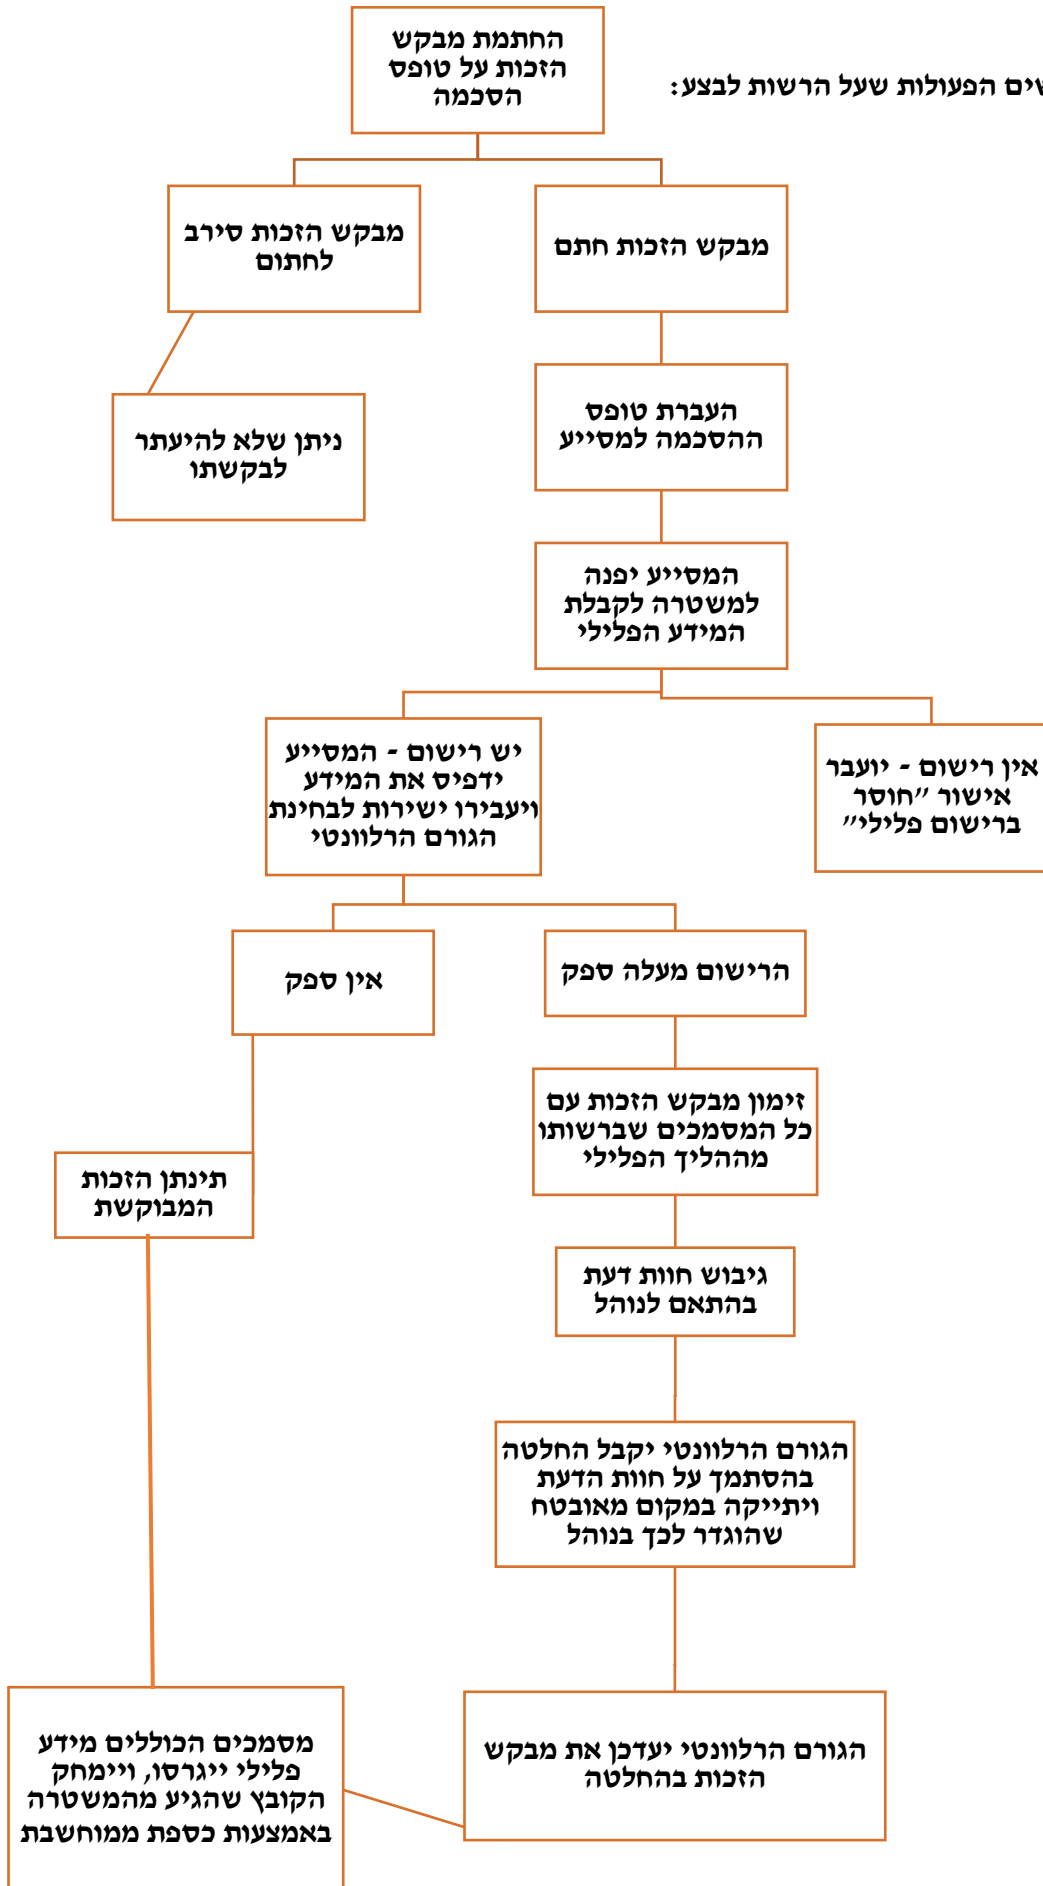 החתמת מבקש
הזכות על טופס
הסכמה
הפעולות שעל הרשות לבצע:
מבקש הזכות חתם
מבקש הזכות סירב
לחתום
העברת טופס
ההסכמה למסייע
ניתן שלא להיעתר
לבקשתו
המסייע יפנה
למשטרה לקבלת
המידע הפלילי
אין רישום - יועבר
אישור "חוסר
ברישום פלילי"
יש רישום - המסייע
ידפיס את המידע
ויעבירו ישירות לבחינת
הגורם הרלוונטי
הרישום מעלה ספק
אין ספק
זימון מבקש הזכות עם
כל המסמכים שברשותו
מההליך הפלילי
תינתן הזכות
המבוקשת
גיבוש חוות דעת
בהתאם לנוהל
הגורם הרלוונטי יקבל החלטה
בהסתמך על חוות הדעת
ויתייקה במקום מאובטח
שהוגדר לכך בנוהל
הגורם הרלוונטי יעדכן את מבקש
הזכות בהחלטה
מסמכים הכוללים מידע
פלילי ייגרסו, ויימחק
הקובץ שהגיע מהמשטרה
באמצעות כספת ממוחשבת